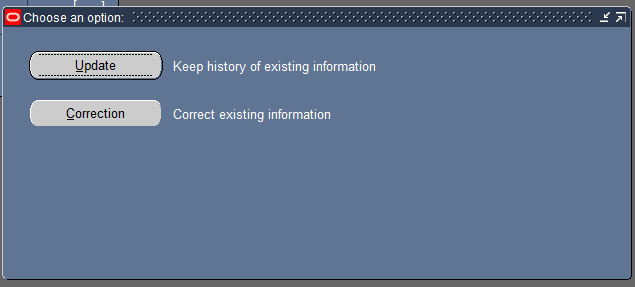 Choose an option:
Update Keep history of existing information
Correction Correct existing information